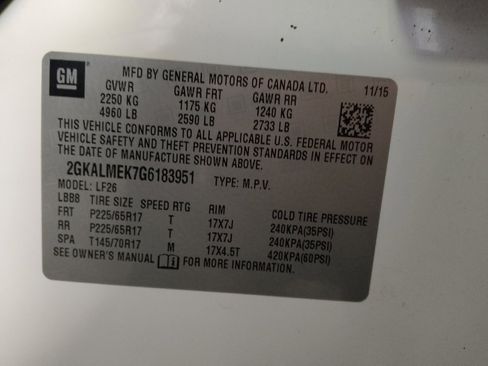 GM
MFD BY GENERAL MOTORS OF CANADA LTD.
GVWR GAWR FRT GAWR RR 11/15
2250 KG 1175 KG 1240 KG
4960 LB 2590 LB 2733 LB
THIS VEHICLE CONFORMS TO ALL APPLICABLE U.S. FEDERAL MOTOR
VEHICLE SAFETY AND THEFT PREVENTION STANDARDS IN EFFECT ON
THE DATE OF MANUFACTURE SHOWN ABOVE.
2GKALMEK7G6183951 TYPE: M.P.V.
MODEL: LF26
LBB8 TIRE SIZE SPEED RTG RIM COLD TIRE PRESSURE
FRT P225/65R17 T 17X7J 240KPA(35PSI)
RR P225/65R17 T 17X7J 240KPA(35PSI)
SPA T145/70R17 M 17X4.5T 420KPA(60PSI)
SEE OWNER'S MANUAL FOR MORE INFORMATION.